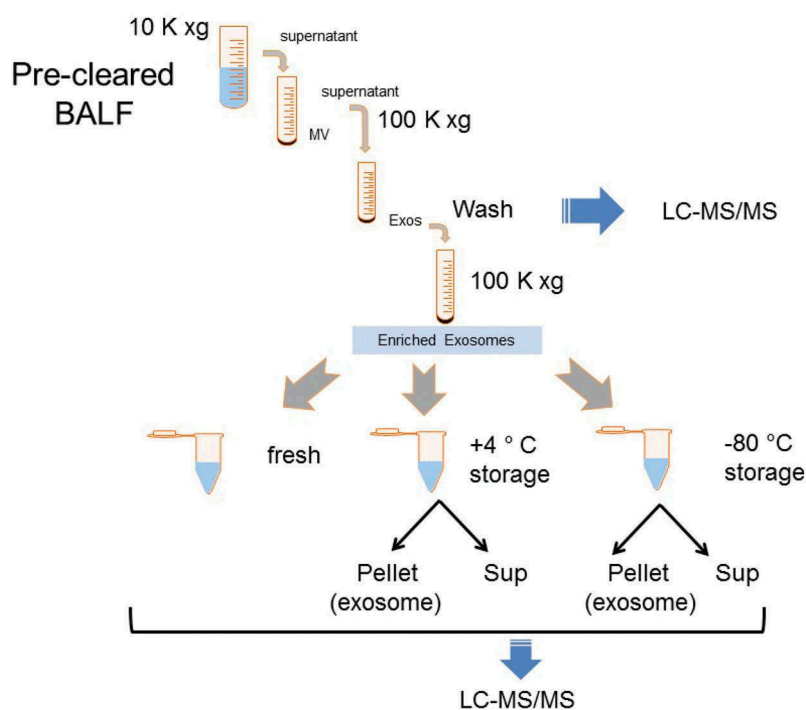 10 K xg
supernatant
Pre-cleared
BALF
supernatant
100 K xg
MV
Exos
Wash
LC-MS/MS
100 K xg
Enriched Exosomes
fresh
+4 ° C
storage
-80 °C
storage
Pellet
(exosome)
Sup
Pellet
(exosome)
Sup
LC-MS/MS